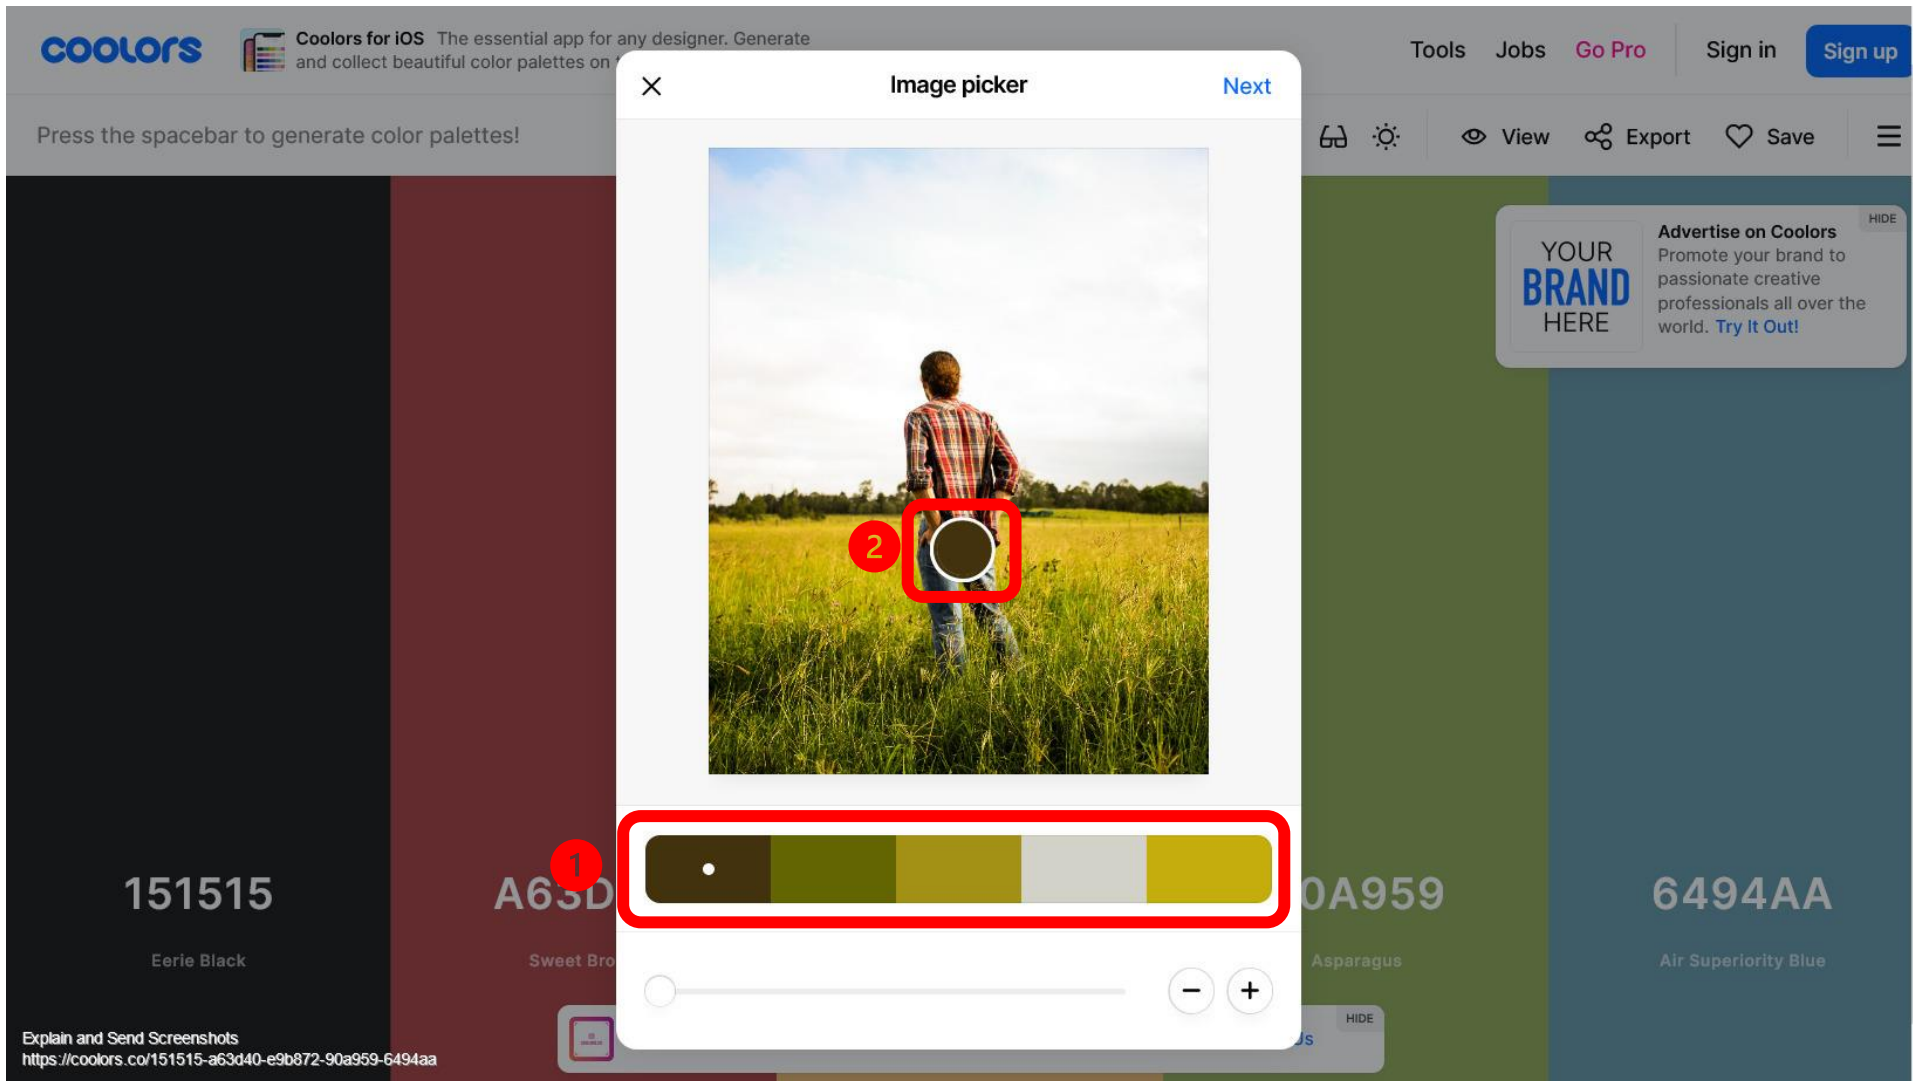 coolors
Coolors for iOS The essential app for any designer. Generate
and collect beautiful color palettes on
Tools Jobs Go Pro Sign in Sign up
Image picker
Next
Press the spacebar to generate color palettes!
View Export Save
HIDE
YOUR
BRAND
HERE
Advertise on Coolors
Promote your brand to
passionate creative
professionals all over the
world. Try It Out!
2
1
151515
A63D
0A959
6494AA
Eerie Black
Sweet Bro
Asparagus
Air Superiority Blue
HIDE
Us
Explain and Send Screenshots
https://coolors.co/151515-a63d40-e9b872-90a959-6494aa